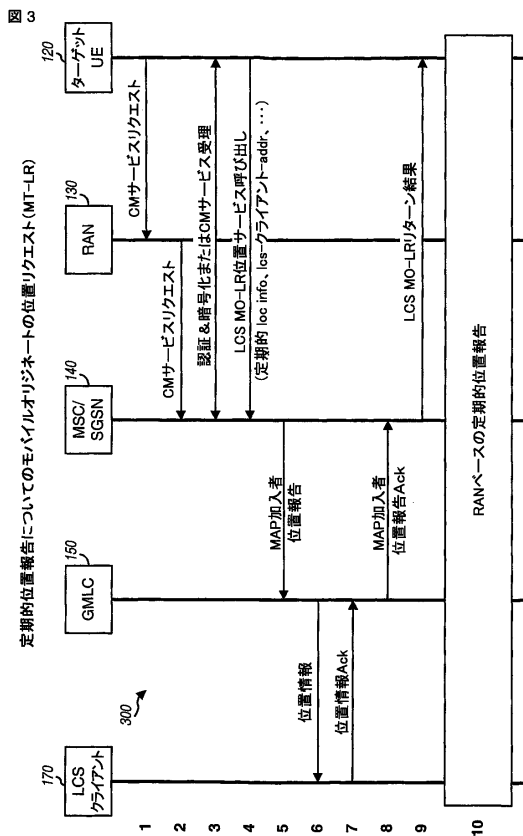 図 3
定期的位置報告についてのモバイルオリジネートの位置リクエスト(MT-LR)
120
ターゲット
UE
130
RAN
140
MSC/
SGSN
150
GMLC
170
LCS
クライアント
300
1
CMサービスリクエスト
2
CMサービスリクエスト
3
認証&暗号化またはCMサービス受理
4
LCS MO-LR位置サービス呼び出し
(定期的 loc info、lcs-クライアント-addr、・・・)
5
MAP加入者
位置報告
6
位置情報
7
位置情報Ack
8
MAP加入者
位置報告Ack
9
LCS MO-LRリターン結果
10
RANベースの定期的位置報告